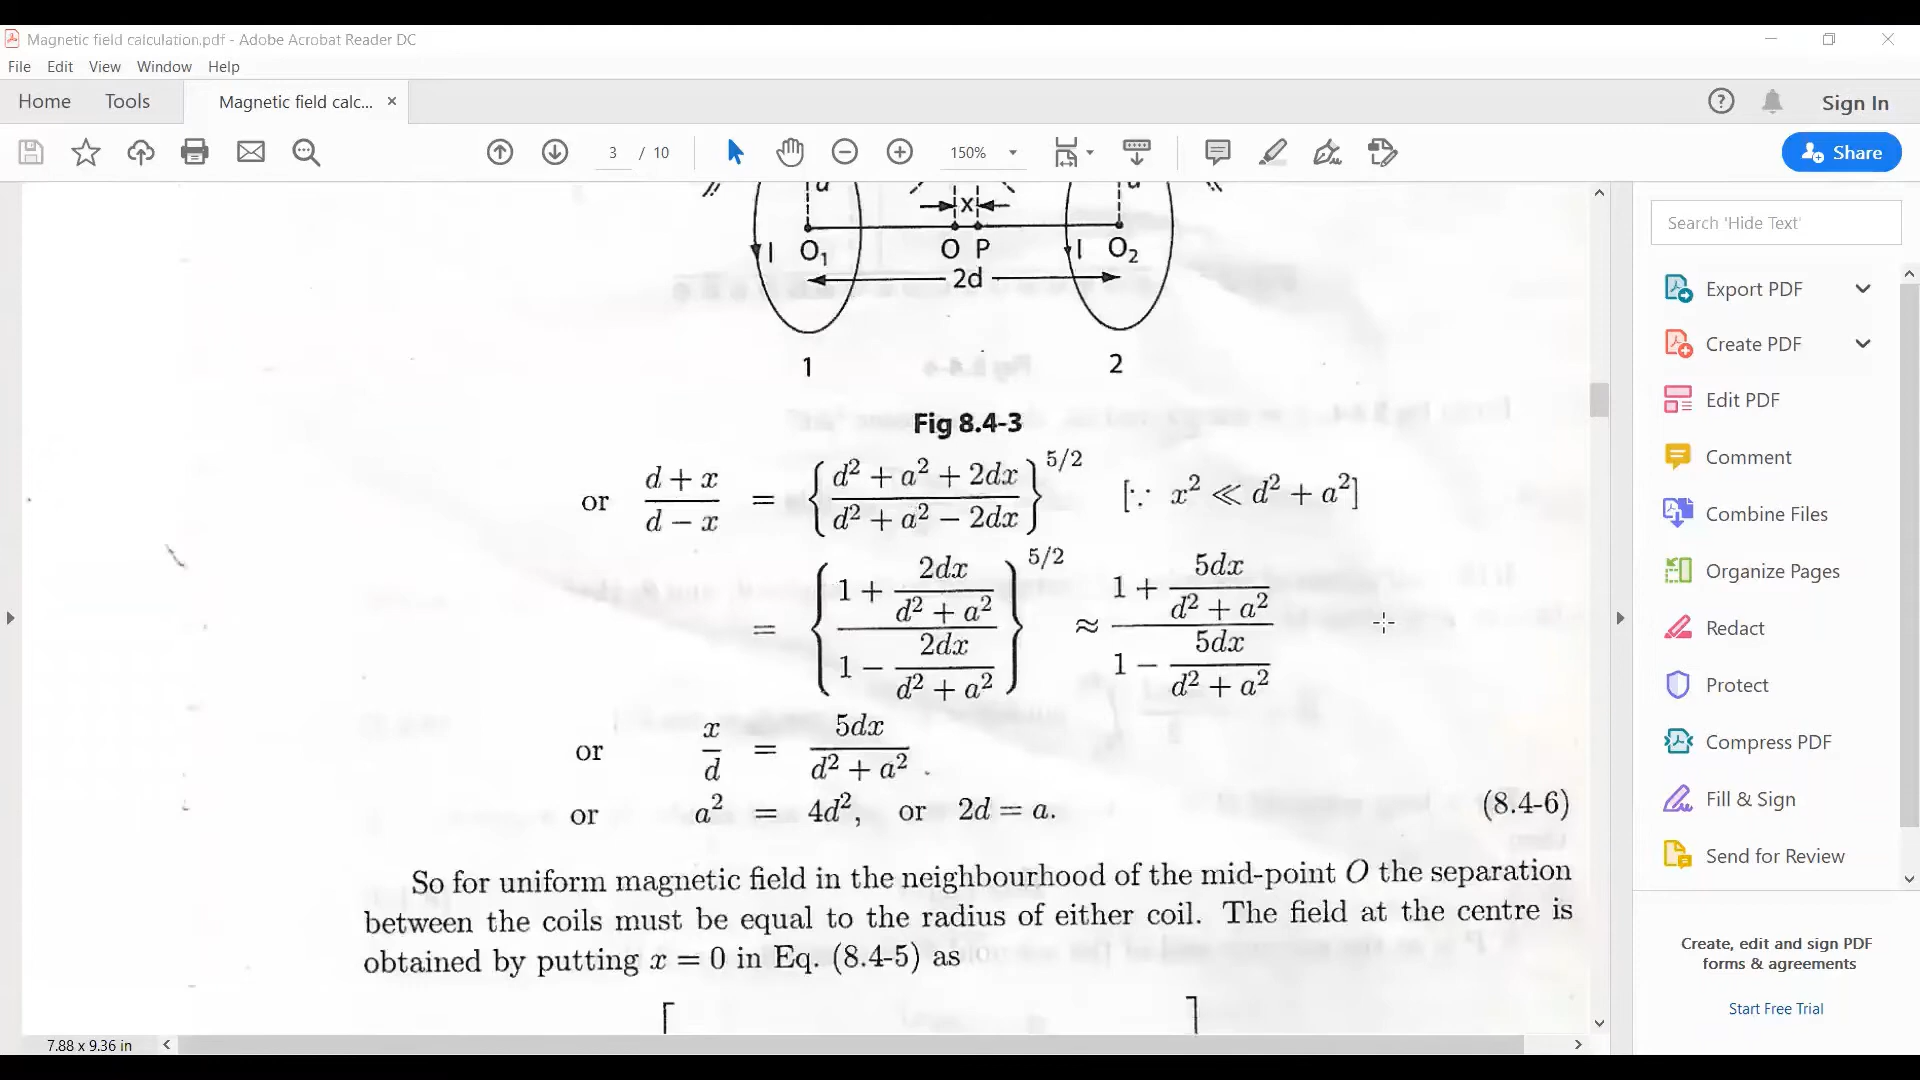 Magnetic field calculation.pdf - Adobe Acrobat Reader DC
File Edit View Window Help
Home Tools Magnetic field calc... ×
Sign In
3 / 10 150%
Share
x
I O₁ O P I O₂
2d
1 2
Fig 8.4-3
or (d + x)/(d − x) = {(d² + a² + 2dx)/(d² + a² − 2dx)}^5/2 [∵ x² ≪ d² + a²]
= {(1 + 2dx/(d² + a²))/(1 − 2dx/(d² + a²))}^5/2 ≈ (1 + 5dx/(d² + a²))/(1 − 5dx/(d² + a²))
or x/d = 5dx/(d² + a²) .
or a² = 4d², or 2d = a. (8.4-6)
So for uniform magnetic field in the neighbourhood of the mid-point O the separation
between the coils must be equal to the radius of either coil. The field at the centre is
obtained by putting x = 0 in Eq. (8.4-5) as
7.88 x 9.36 in
Search 'Hide Text'
Export PDF
Create PDF
Edit PDF
Comment
Combine Files
Organize Pages
Redact
Protect
Compress PDF
Fill & Sign
Send for Review
Create, edit and sign PDF
forms & agreements
Start Free Trial